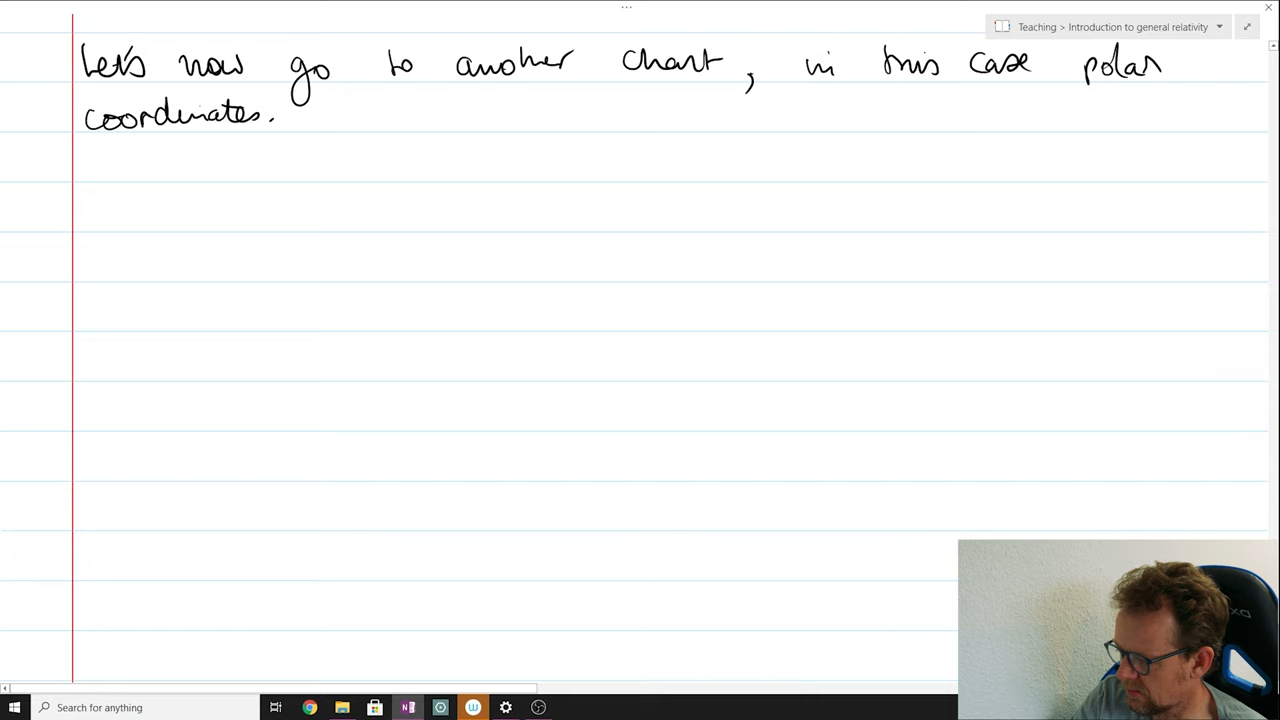 Teaching > Introduction to general relativity
Let's now go to another chart, in this case polar
coordinates.
Search for anything